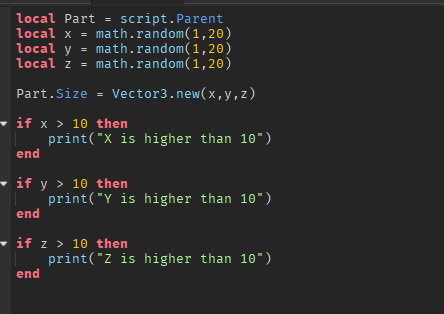 local Part = script.Parent
local x = math.random(1,20)
local y = math.random(1,20)
local z = math.random(1,20)
Part.Size = Vector3.new(x,y,z)
if x > 10 then
print("X is higher than 10")
end
if y > 10 then
print("Y is higher than 10")
end
if z > 10 then
print("Z is higher than 10")
end